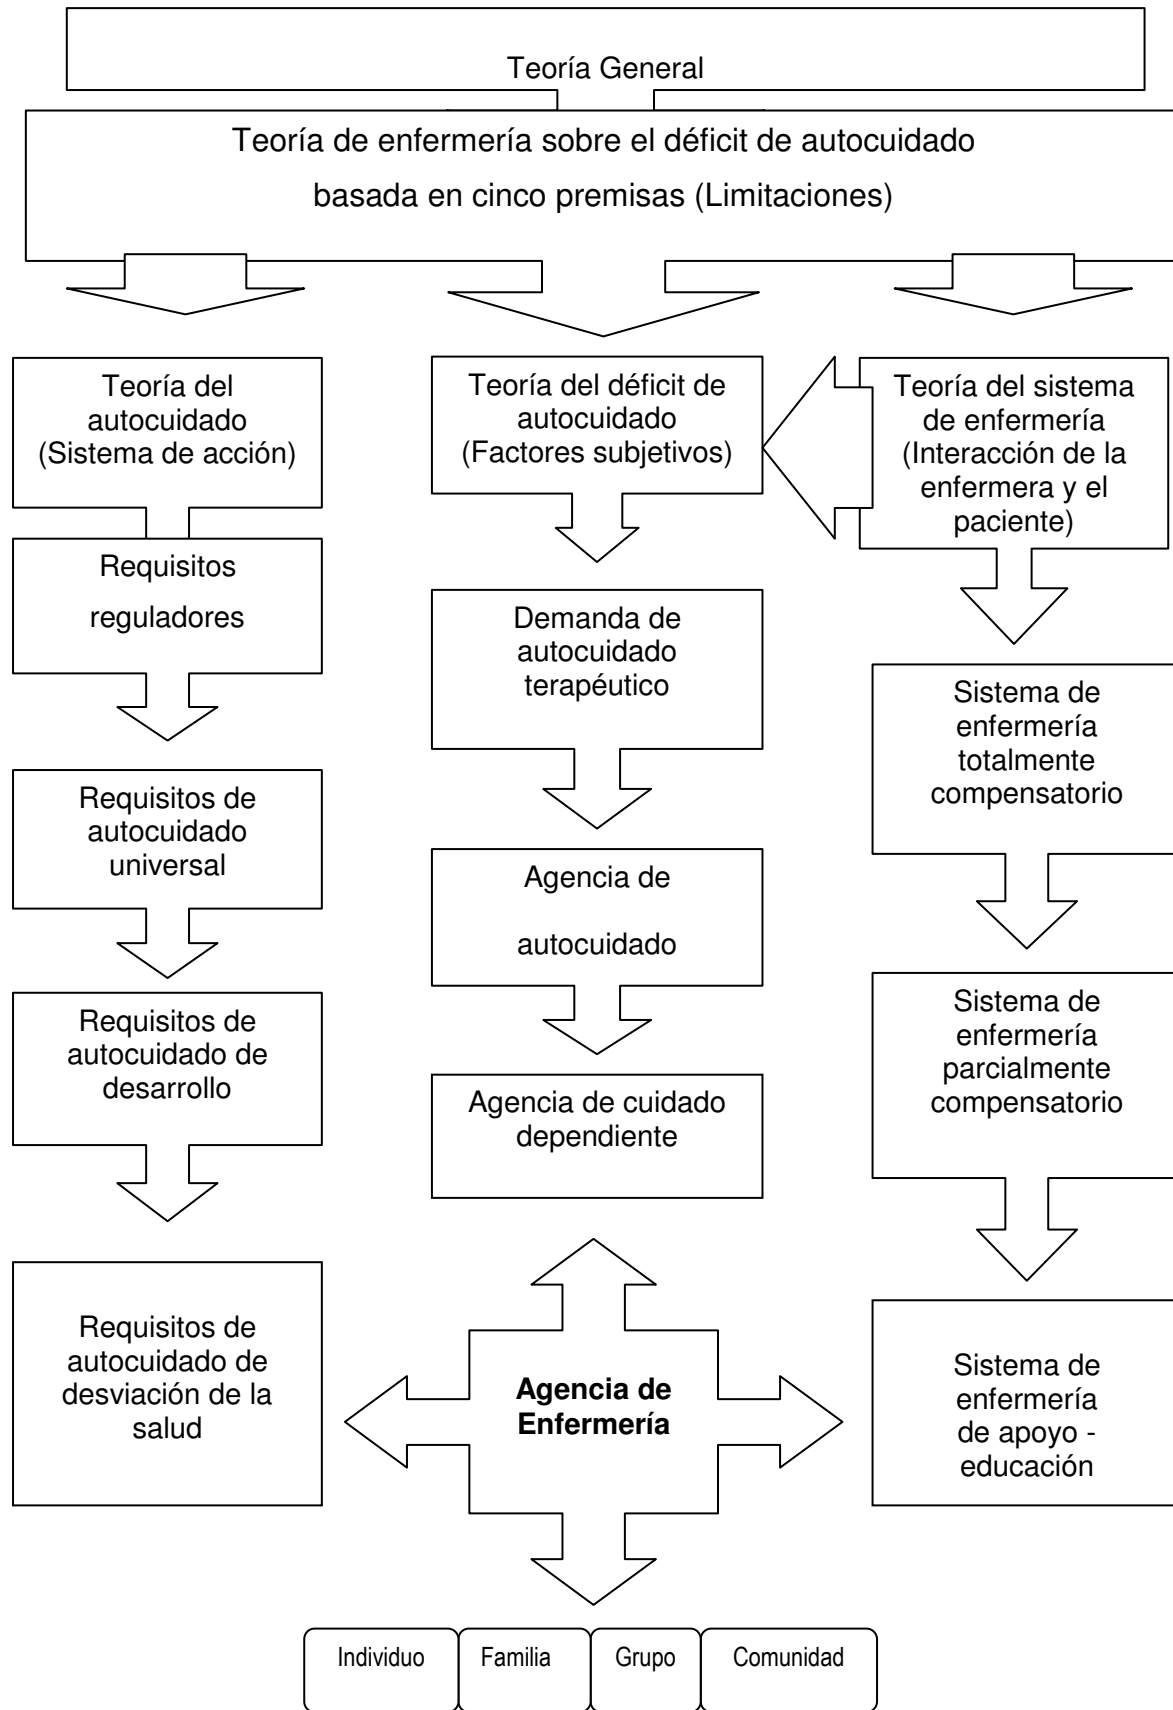 Teoría General
Teoría de enfermería sobre el déficit de autocuidado
basada en cinco premisas (Limitaciones)
Teoría del
autocuidado
(Sistema de acción)
Requisitos
reguladores
Requisitos de
autocuidado
universal
Requisitos de
autocuidado de
desarrollo
Requisitos de
autocuidado de
desviación de la
salud
Teoría del déficit de
autocuidado
(Factores subjetivos)
Demanda de
autocuidado
terapéutico
Agencia de
autocuidado
Agencia de cuidado
dependiente
Teoría del sistema
de enfermería
(Interacción de la
enfermera y el
paciente)
Sistema de
enfermería
totalmente
compensatorio
Sistema de
enfermería
parcialmente
compensatorio
Sistema de
enfermería
de apoyo -
educación
Agencia de
Enfermería
Individuo
Familia
Grupo
Comunidad